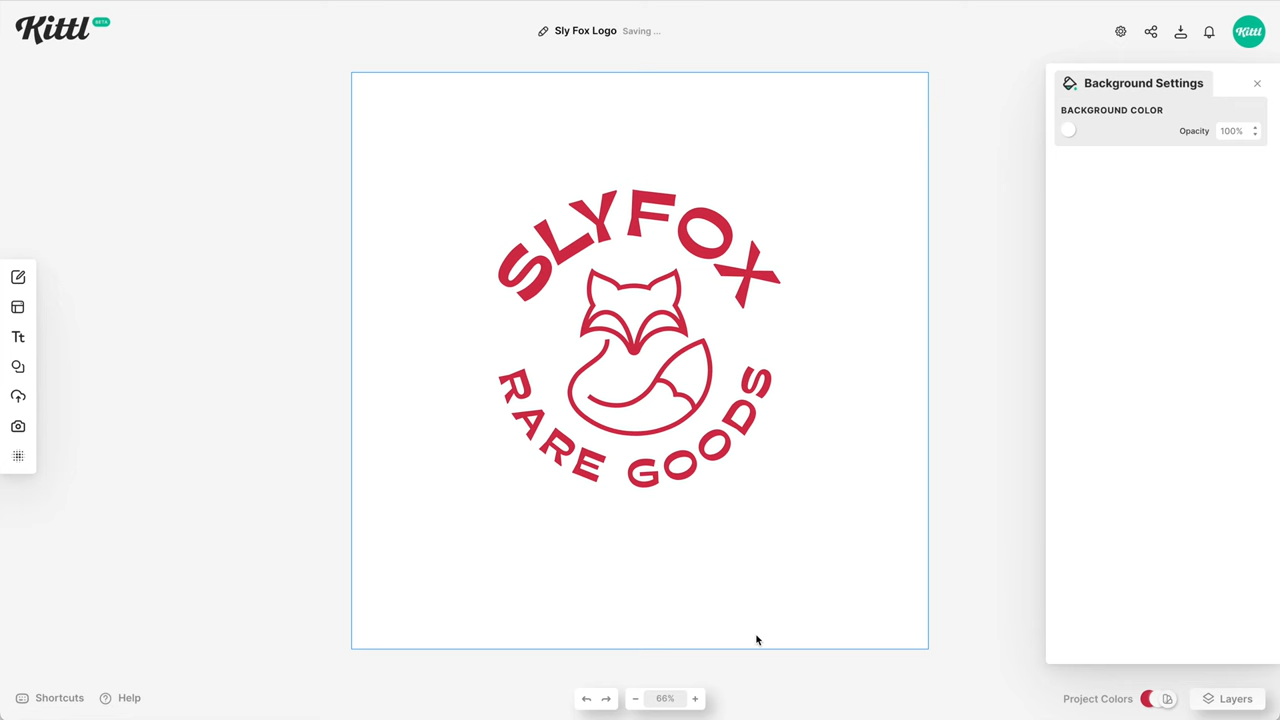 Kittl BETA
Sly Fox Logo Saving ...
Kittl
Background Settings
BACKGROUND COLOR
Opacity 100%
SLYFOX
RARE GOODS
Tt
Shortcuts Help
66%
Project Colors Layers